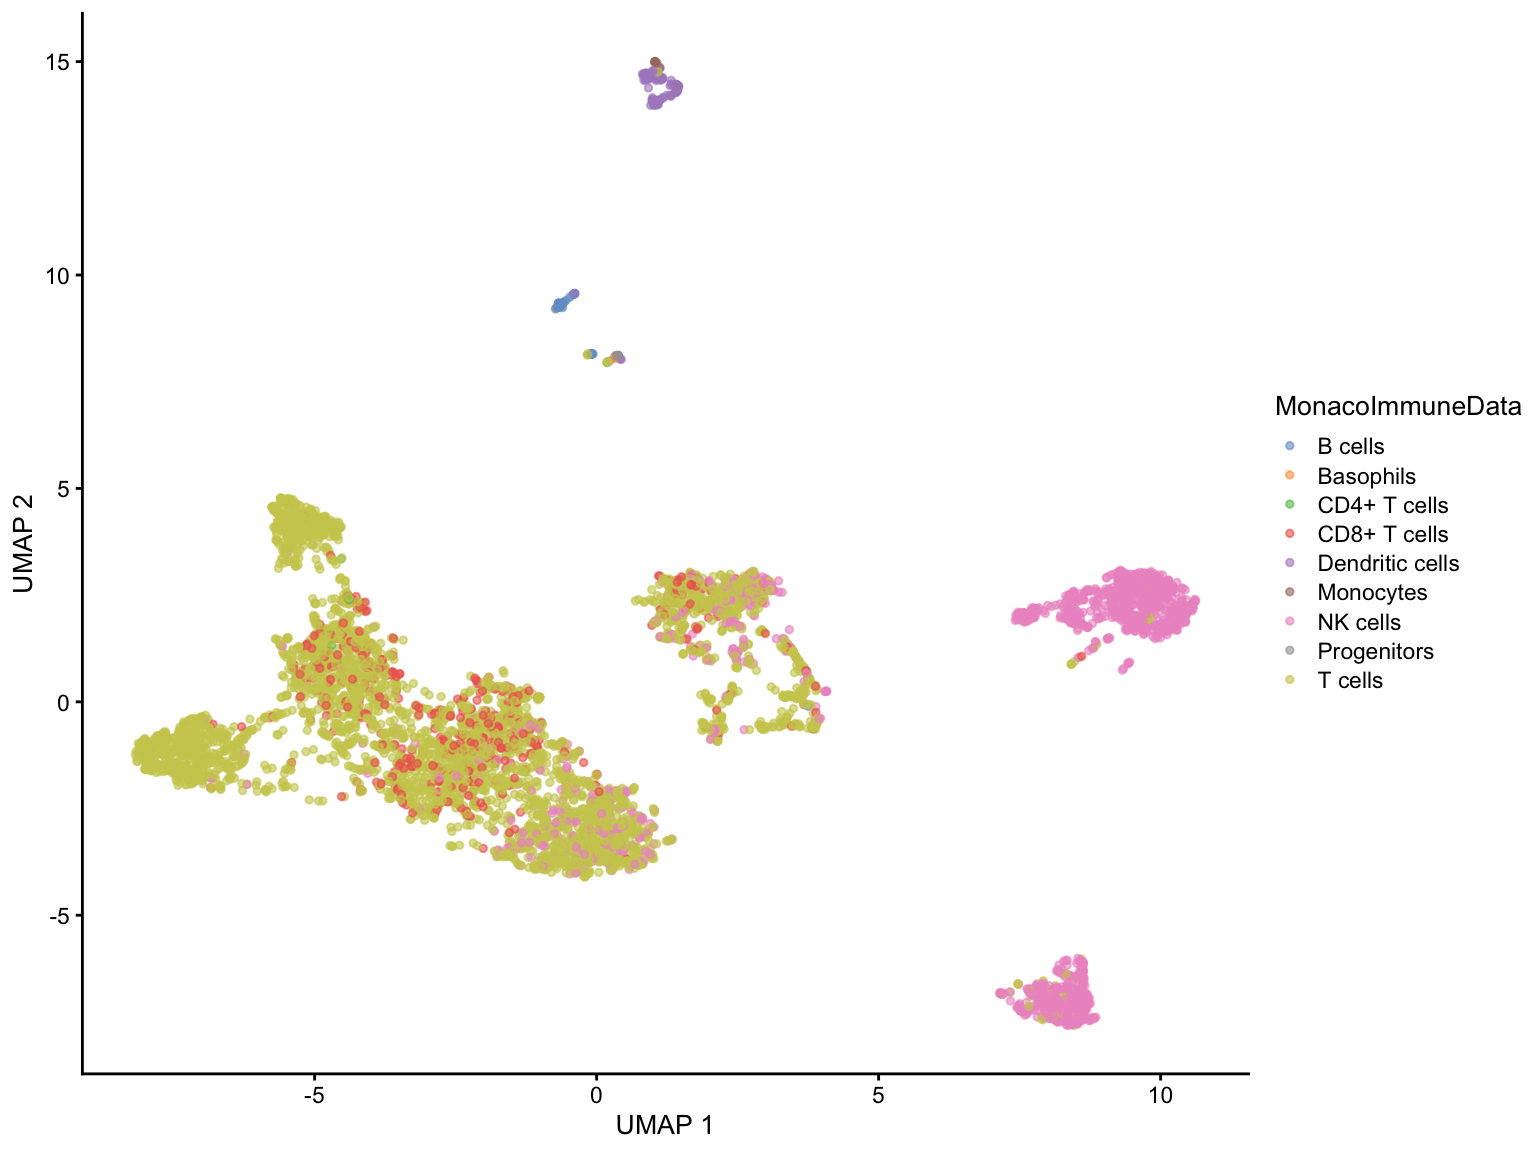 15
10
5
0
-5
UMAP 2
-5
0
5
10
UMAP 1
MonacoImmuneData
B cells
Basophils
CD4+ T cells
CD8+ T cells
Dendritic cells
Monocytes
NK cells
Progenitors
T cells